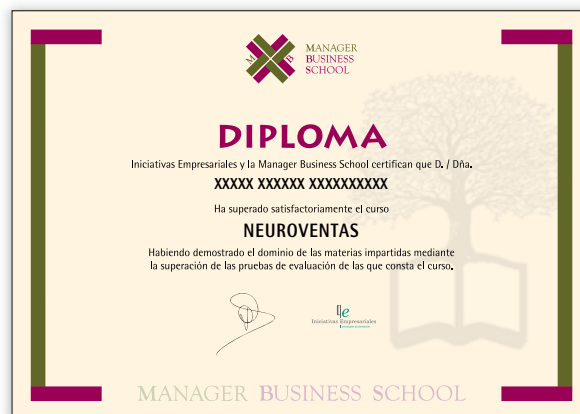 M B
MANAGER
BUSINESS
SCHOOL
DIPLOMA
Iniciativas Empresariales y la Manager Business School certifican que D. / Dña.
XXXXX XXXXXX XXXXXXXXXX
Ha superado satisfactoriamente el curso
NEUROVENTAS
Habiendo demostrado el dominio de las materias impartidas mediante
la superación de las pruebas de evaluación de las que consta el curso.
Iniciativas Empresariales
MANAGER BUSINESS SCHOOL